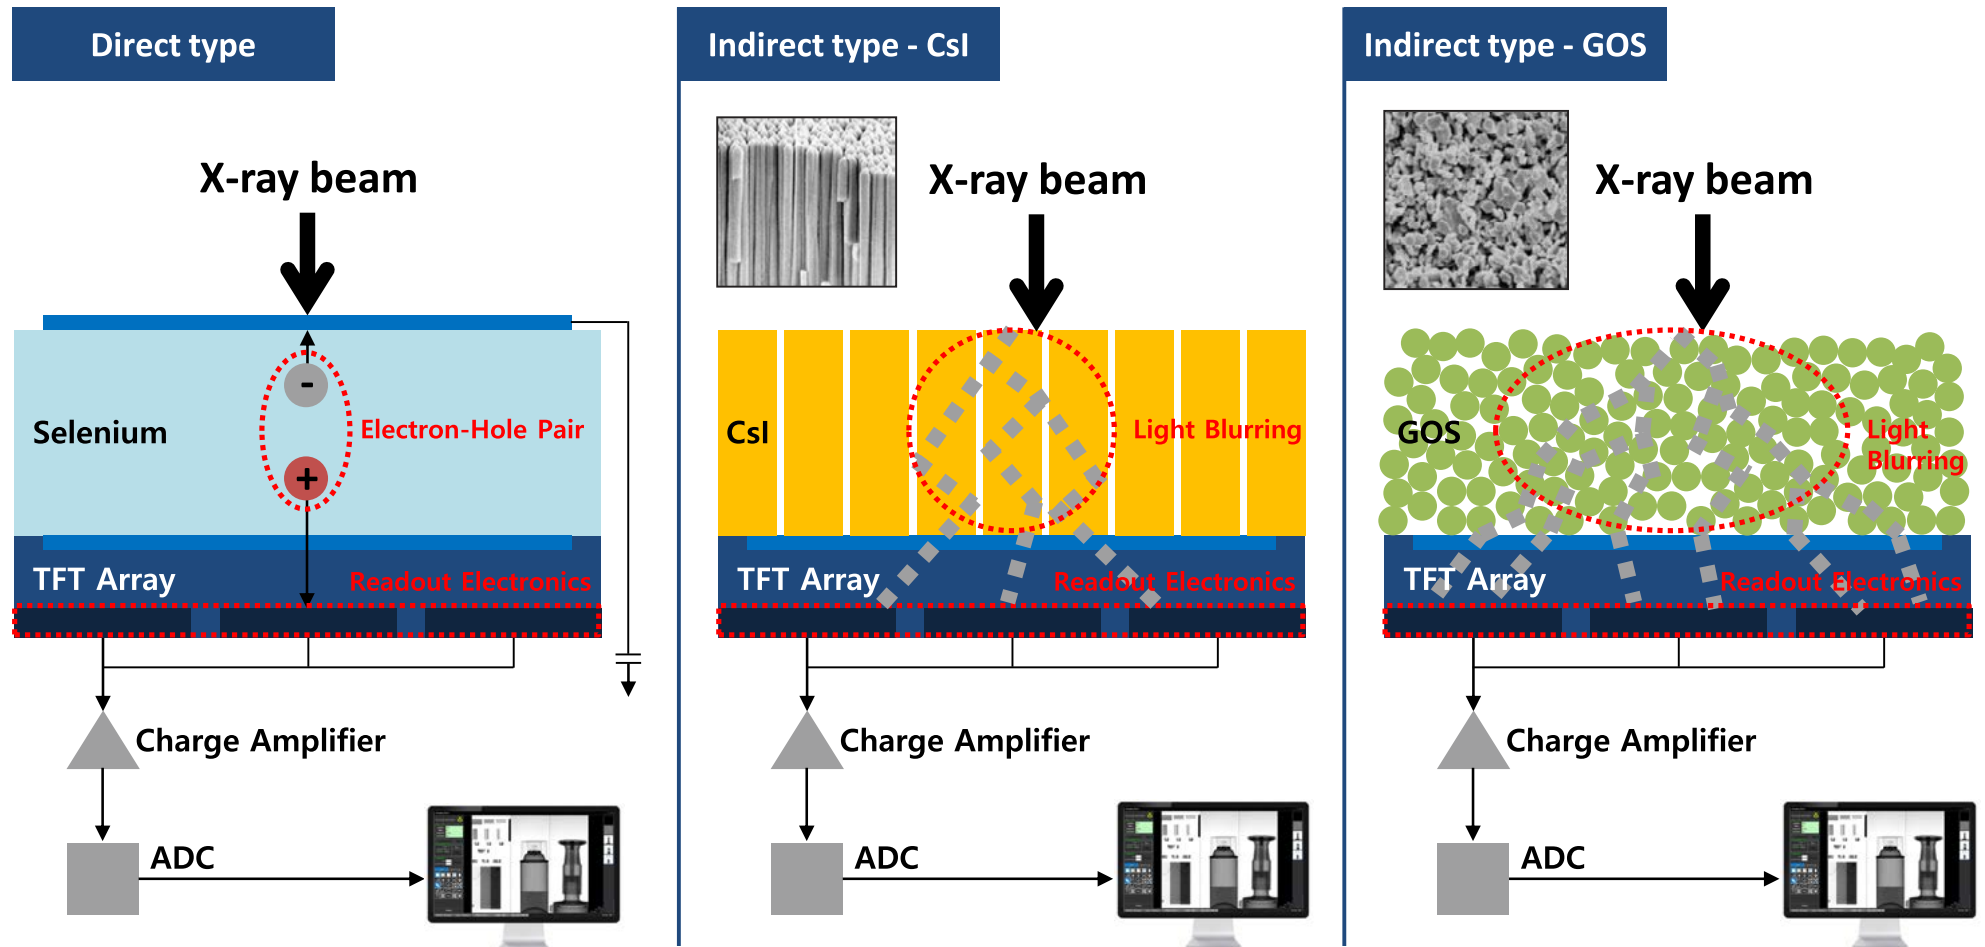 Direct type
X-ray beam
Selenium
-
+
Electron-Hole Pair
TFT Array
Readout Electronics
Charge Amplifier
ADC
Indirect type - CsI
X-ray beam
CsI
Light Blurring
TFT Array
Readout Electronics
Charge Amplifier
ADC
Indirect type - GOS
X-ray beam
GOS
Light
Blurring
TFT Array
Readout Electronics
Charge Amplifier
ADC